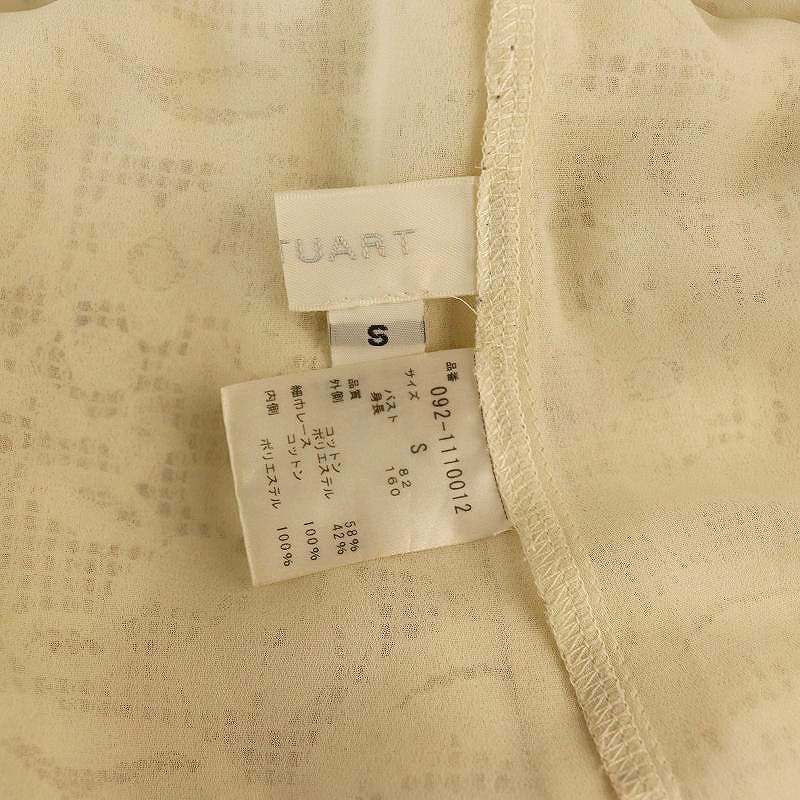 TUART
S
品番 092-1110012
サイズ S
バスト 82
身長 160
品質
外側 コットン 58%
ポリエステル 42%
細巾レース コットン 100%
内側 ポリエステル 100%